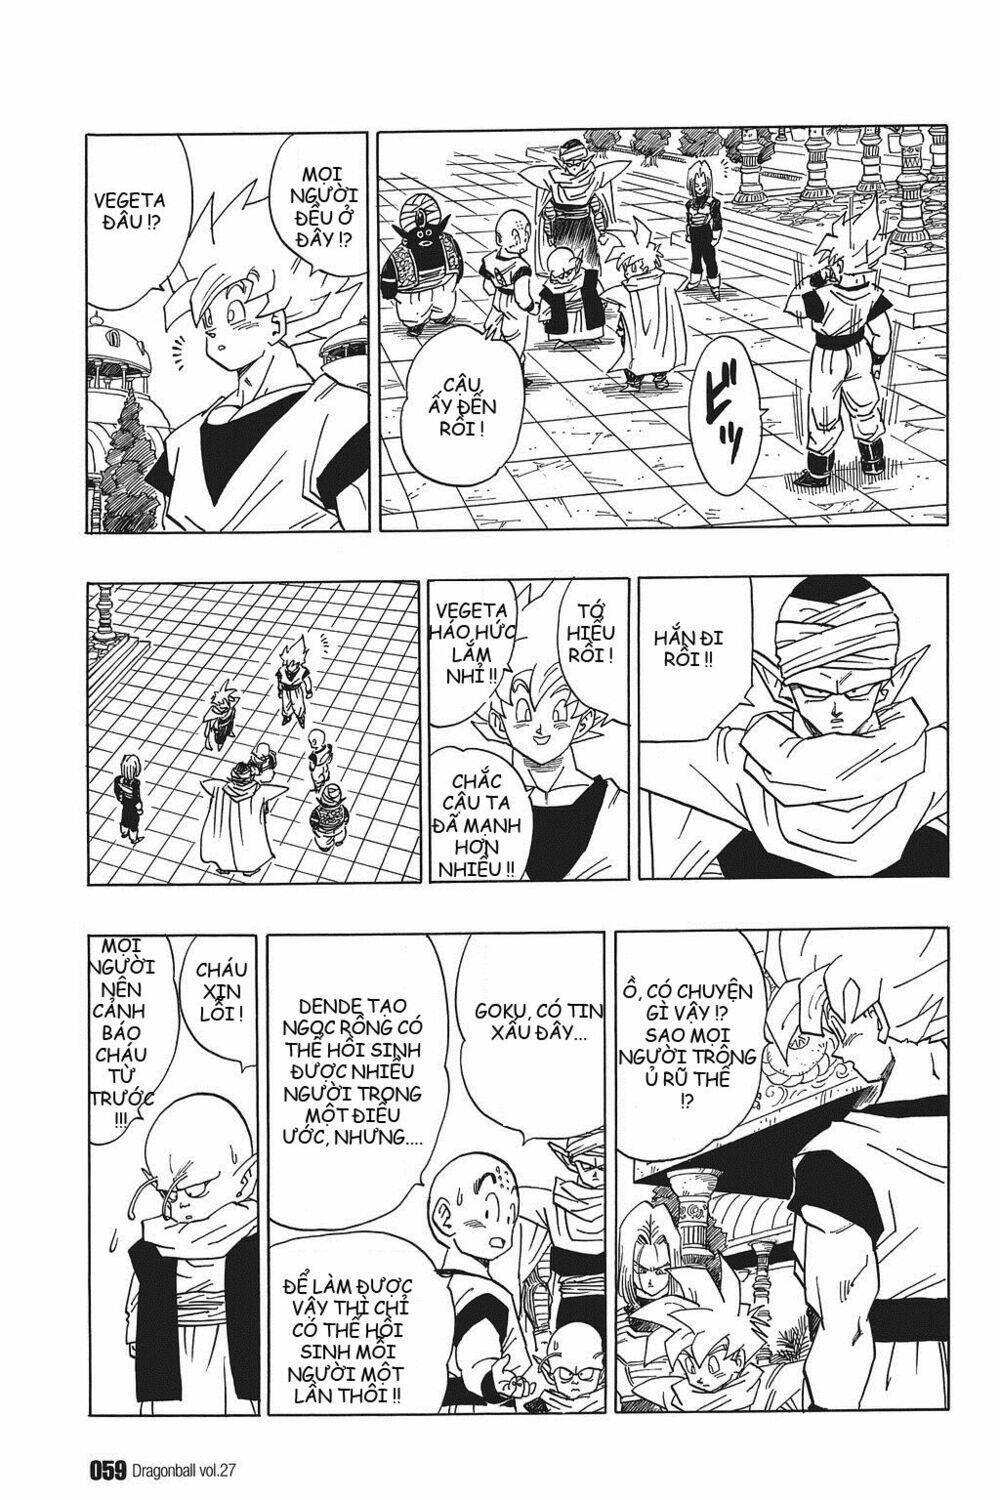 CẬU
ẤY ĐẾN
RỒI !
ビッ
MỌI
NGƯỜI
ĐỀU Ở
ĐÂY !?
VEGETA
ĐÂU !?
HẮN ĐI
RỒI !!
TỚ
HIỂU
RỒI !
VEGETA
HÁO HỨC
LẮM
NHỈ !!
CHẮC
CẬU TA
ĐÃ MẠNH
HƠN
NHIỀU !!
Ồ, CÓ CHUYỆN
GÌ VẬY !?
SAO MỌI
NGƯỜI TRÔNG
Ủ RŨ THẾ
!?
GOKU, CÓ TIN
XẤU ĐÂY...
DENDE TẠO
NGỌC RỒNG CÓ
THỂ HỒI SINH
ĐƯỢC NHIỀU
NGƯỜI TRONG
MỘT ĐIỀU
ƯỚC, NHƯNG....
ĐỂ LÀM ĐƯỢC
VẬY THÌ CHỈ
CÓ THỂ HỒI
SINH MỖI
NGƯỜI MỘT
LẦN THÔI !!
CHÁU
XIN
LỖI !
MỌI
NGƯỜI
NÊN
CẢNH
BÁO
CHÁU
TỪ
TRƯỚC
!!!
059 Dragonball vol.27